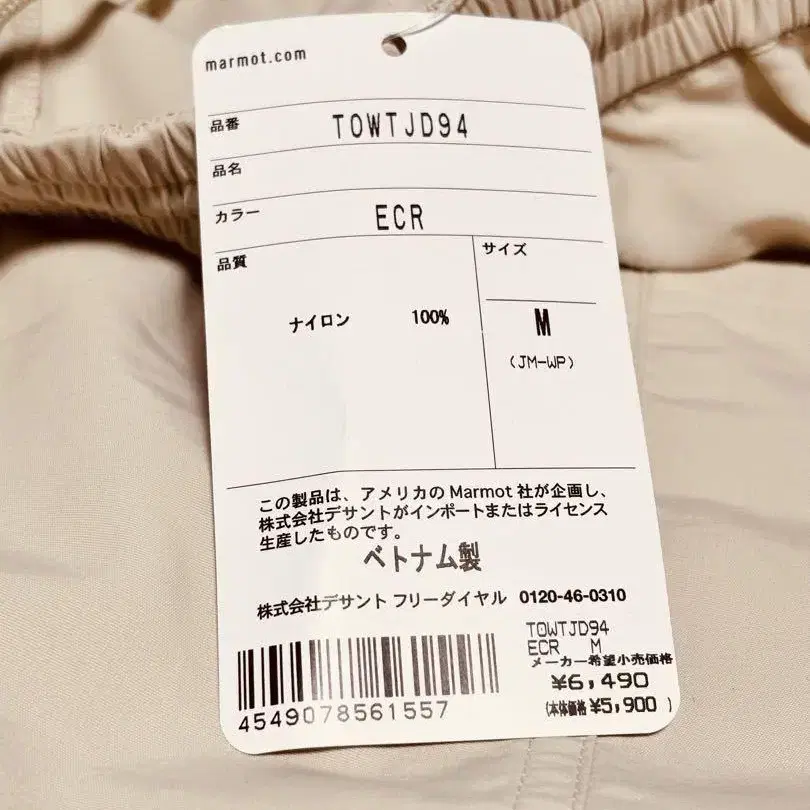 marmot.com
品番 TOWTJD94
品名
カラー ECR
品質
サイズ
ナイロン 100%
M
(JM-WP)
この製品は、アメリカのMarmot社が企画し、
株式会社デサントがインポートまたはライセンス
生産したものです。
ベトナム製
株式会社デサント フリーダイヤル 0120-46-0310
TOWTJD94
ECR M
メーカー希望小売価格
¥6,490
(本体価格¥5,900 )
4549078561557